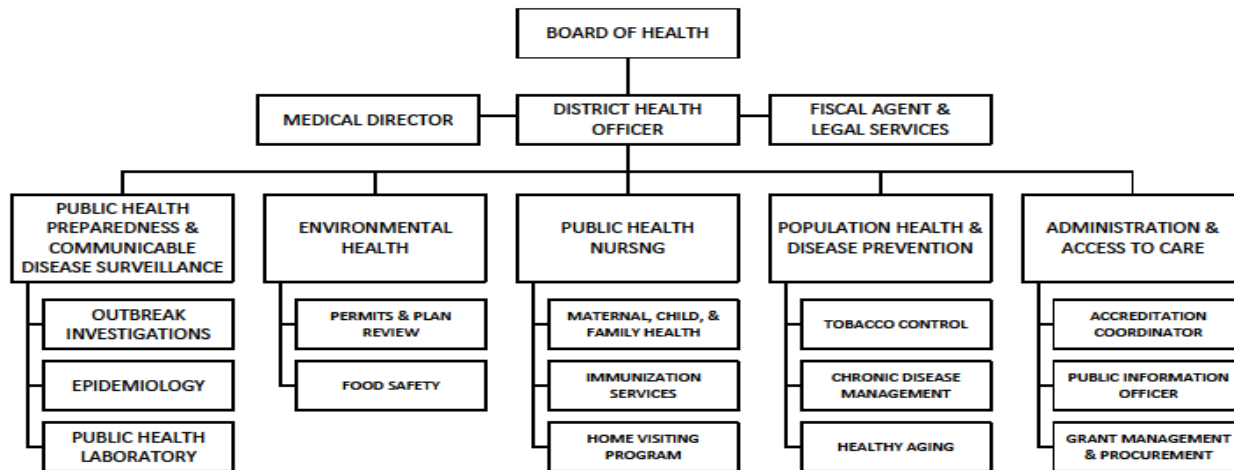 BOARD OF HEALTH
MEDICAL DIRECTOR
DISTRICT HEALTH
OFFICER
FISCAL AGENT &
LEGAL SERVICES
PUBLIC HEALTH
PREPAREDNESS &
COMMUNICABLE
DISEASE SURVEILLANCE
OUTBREAK
INVESTIGATIONS
EPIDEMIOLOGY
PUBLIC HEALTH
LABORATORY
ENVIRONMENTAL
HEALTH
PERMITS & PLAN
REVIEW
FOOD SAFETY
PUBLIC HEALTH
NURSNG
MATERNAL, CHILD, &
FAMILY HEALTH
IMMUNIZATION
SERVICES
HOME VISITING
PROGRAM
POPULATION HEALTH &
DISEASE PREVENTION
TOBACCO CONTROL
CHRONIC DISEASE
MANAGEMENT
HEALTHY AGING
ADMINISTRATION &
ACCESS TO CARE
ACCREDITATION
COORDINATOR
PUBLIC INFORMATION
OFFICER
GRANT MANAGEMENT
& PROCUREMENT